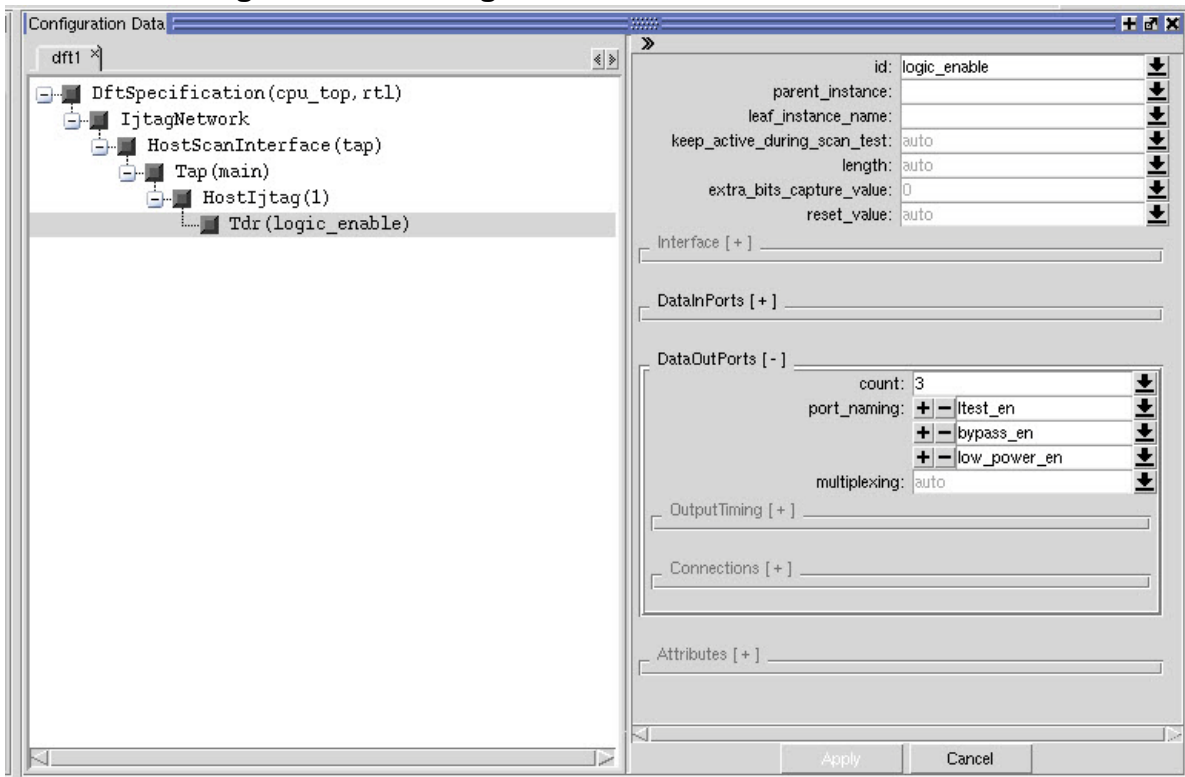 Configuration Data
dft1
DftSpecification(cpu_top,rtl)
IjtagNetwork
HostScanInterface(tap)
Tap(main)
HostIjtag(1)
Tdr(logic_enable)
»
id: logic_enable
parent_instance:
leaf_instance_name:
keep_active_during_scan_test: auto
length: auto
extra_bits_capture_value: 0
reset_value: auto
Interface [+]
DataInPorts [+]
DataOutPorts [-]
count: 3
port_naming: + - ltest_en
+ - bypass_en
+ - low_power_en
multiplexing: auto
OutputTiming [+]
Connections [+]
Attributes [+]
Apply Cancel